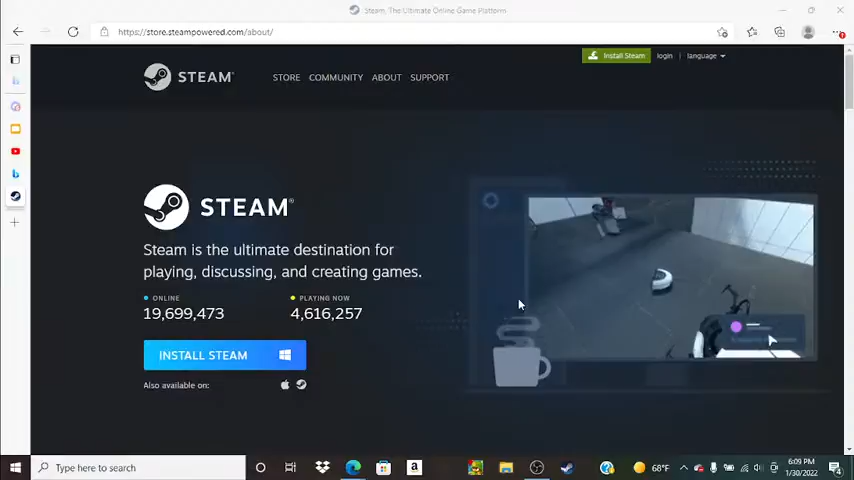 Steam, The Ultimate Online Game Platform
https://store.steampowered.com/about/
Install Steam login | language
STEAM® STORE COMMUNITY ABOUT SUPPORT
STEAM®
Steam is the ultimate destination for
playing, discussing, and creating games.
ONLINE PLAYING NOW
19,699,473 4,616,257
INSTALL STEAM
Also available on:
Type here to search
68°F
6:09 PM
1/30/2022